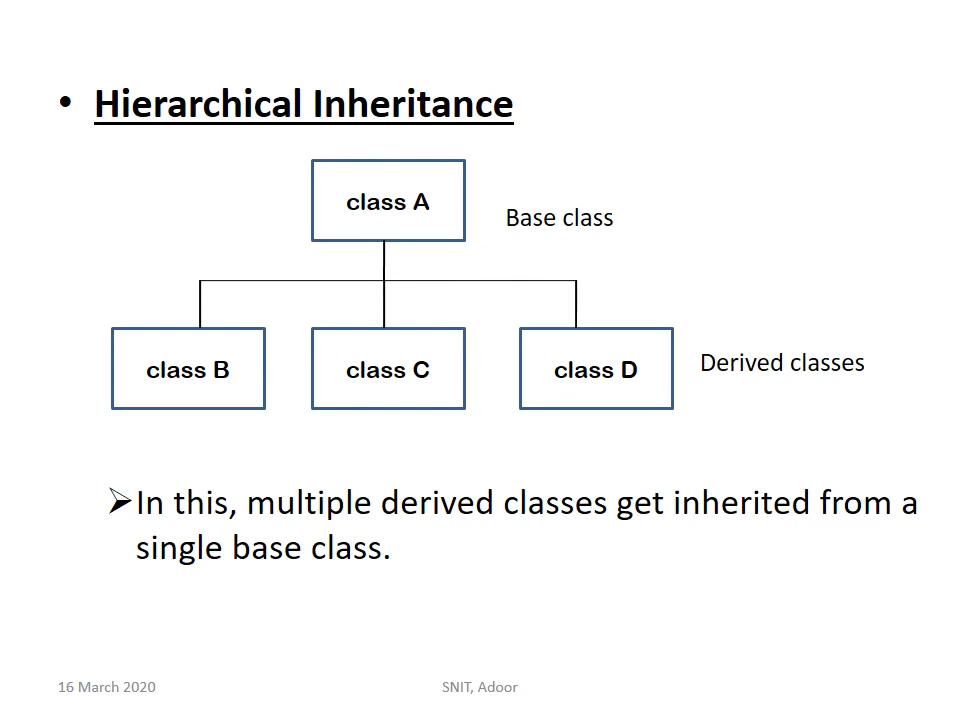 • Hierarchical Inheritance
class A
Base class
class B class C class D
Derived classes
➢In this, multiple derived classes get inherited from a
single base class.
16 March 2020 SNIT, Adoor